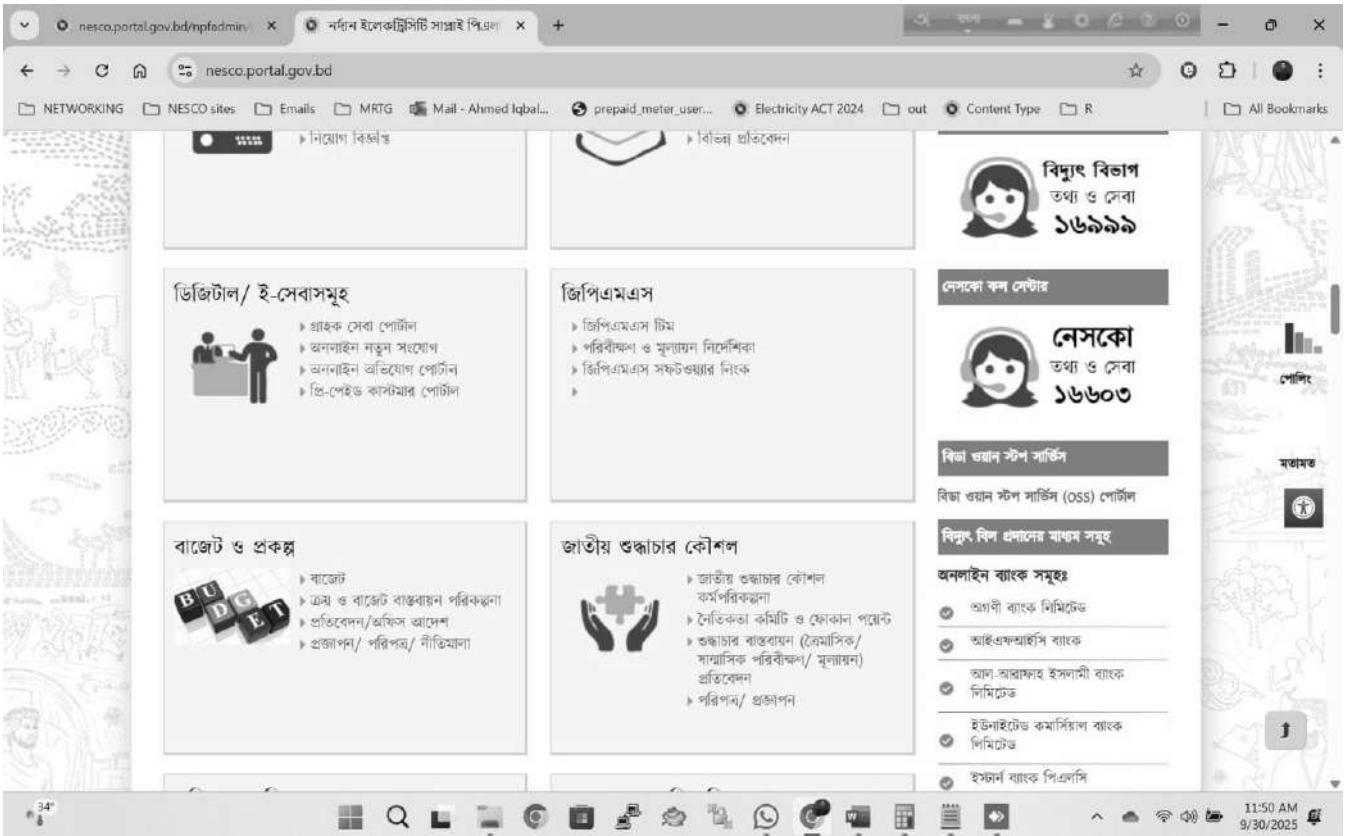 nesco.portal.gov.bd/npfadmin/
নর্দান ইলেকট্রিসিটি সাপ্লাই পিএল
nesco.portal.gov.bd
NETWORKING
NESCO sites
Emails
MRTG
Mail - Ahmed Iqbal...
prepaid_meter_user...
Electricity ACT 2024
out
Content Type
R
All Bookmarks
নিয়োগ বিজ্ঞপ্তি
বিভিন্ন প্রতিবেদন
ডিজিটাল/ ই-সেবাসমূহ
গ্রাহক সেবা পোর্টাল
অনলাইন নতুন সংযোগ
অনলাইন অভিযোগ পোর্টাল
প্রি-পেইড কাস্টমার পোর্টাল
জিপিএমএস
জিপিএমএস টিম
পরিবীক্ষণ ও মূল্যায়ন নির্দেশিকা
জিপিএমএস সফটওয়্যার লিংক
বাজেট ও প্রকল্প
BUDGET
বাজেট
ক্রয় ও বাজেট বাস্তবায়ন পরিকল্পনা
প্রতিবেদন/অফিস আদেশ
প্রজ্ঞাপন/ পরিপত্র/ নীতিমালা
জাতীয় শুদ্ধাচার কৌশল
জাতীয় শুদ্ধাচার কৌশল
কর্মপরিকল্পনা
নৈতিকতা কমিটি ও ফোকাল পয়েন্ট
শুদ্ধাচার বাস্তবায়ন (ত্রৈমাসিক/
ষান্মাসিক পরিবীক্ষণ/ মূল্যায়ন)
প্রতিবেদন
পরিপত্র/ প্রজ্ঞাপন
বিদ্যুৎ বিভাগ
তথ্য ও সেবা
১৬৯৯৯
নেসকো কল সেন্টার
নেসকো
তথ্য ও সেবা
১৬৬০৩
বিডা ওয়ান স্টপ সার্ভিস
বিডা ওয়ান স্টপ সার্ভিস (OSS) পোর্টাল
বিদ্যুৎ বিল প্রদানের মাধ্যম সমূহ
অনলাইন ব্যাংক সমূহঃ
অগ্রণী ব্যাংক লিমিটেড
আইএফআইসি ব্যাংক
আল-আরাফাহ ইসলামী ব্যাংক
লিমিটেড
ইউনাইটেড কমার্সিয়াল ব্যাংক
লিমিটেড
ইস্টার্ন ব্যাংক পিএলসি
পোলিং
মতামত
34°
11:50 AM
9/30/2025